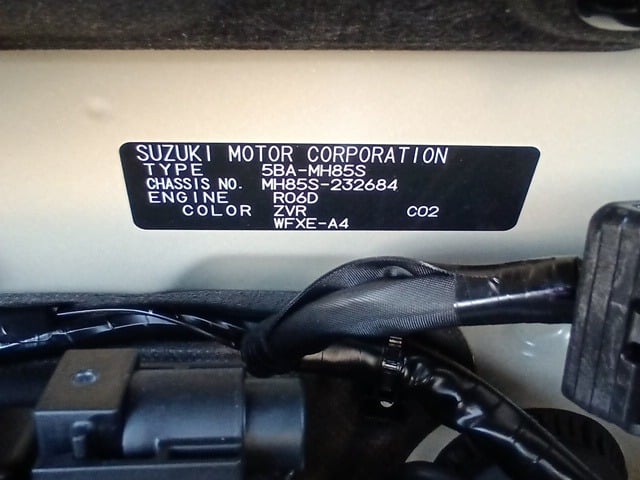 SUZUKI MOTOR CORPORATION
TYPE 5BA-MH85S
CHASSIS NO. MH85S-232684
ENGINE R06D
COLOR ZVR C02
WFXE-A4